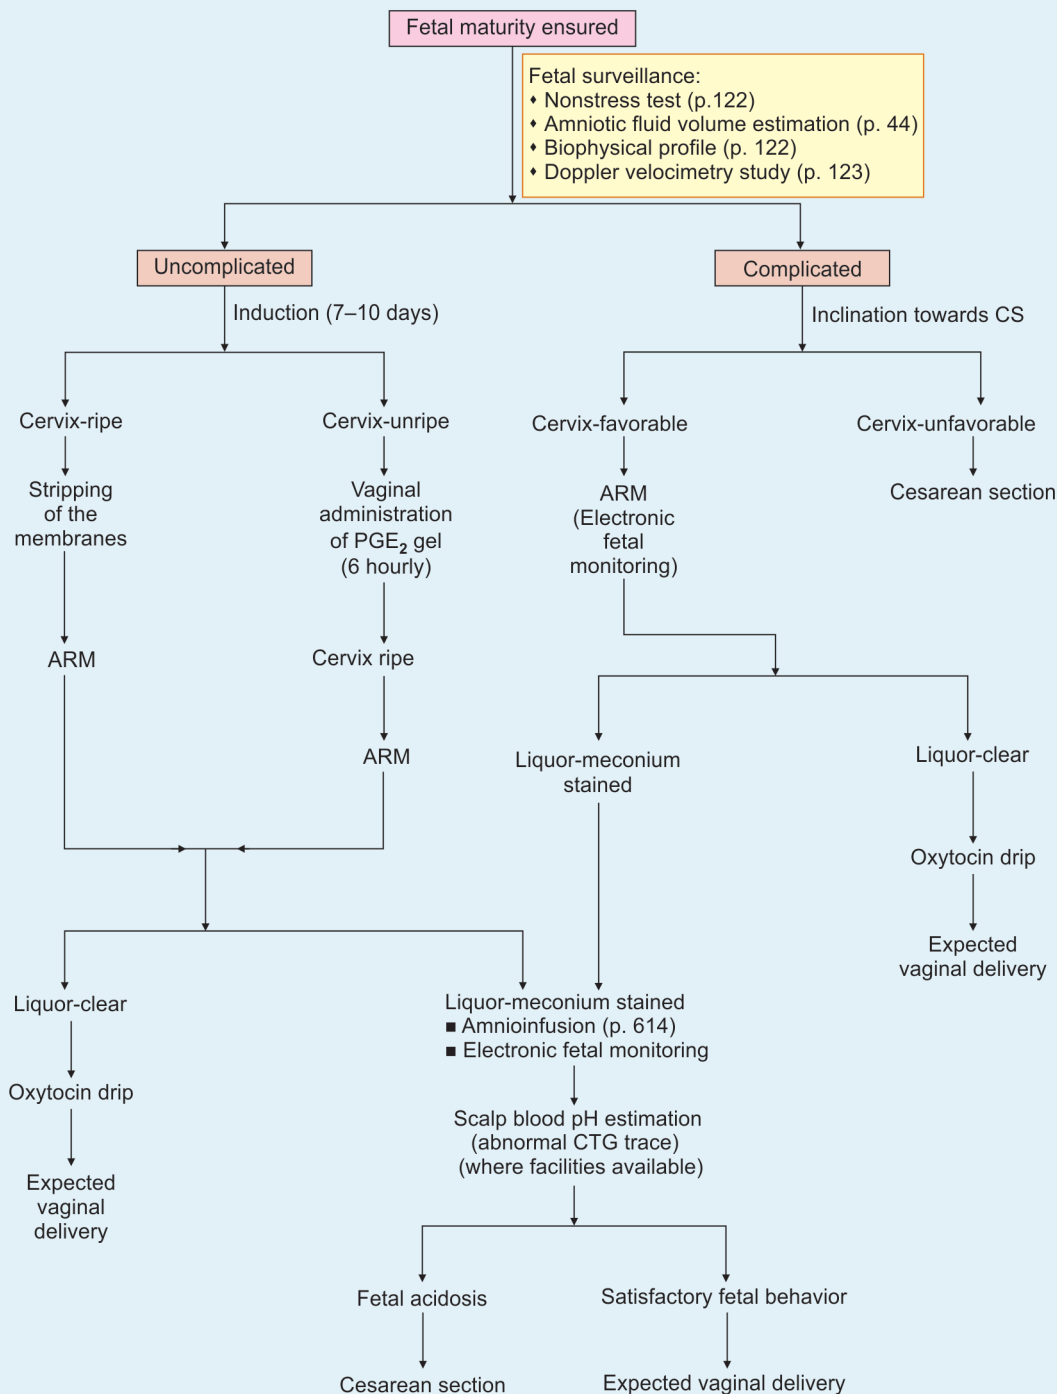 Fetal maturity ensured
Fetal surveillance:
♦ Nonstress test (p.122)
♦ Amniotic fluid volume estimation (p. 44)
♦ Biophysical profile (p. 122)
♦ Doppler velocimetry study (p. 123)
Uncomplicated
Complicated
Induction (7–10 days)
Inclination towards CS
Cervix-ripe
Cervix-unripe
Cervix-favorable
Cervix-unfavorable
Stripping
of the
membranes
Vaginal
administration
of PGE₂ gel
(6 hourly)
ARM
(Electronic
fetal
monitoring)
Cesarean section
ARM
Cervix ripe
ARM
Liquor-meconium
stained
Liquor-clear
Oxytocin drip
Expected
vaginal delivery
Liquor-clear
Oxytocin drip
Expected
vaginal
delivery
Liquor-meconium stained
■ Amnioinfusion (p. 614)
■ Electronic fetal monitoring
Scalp blood pH estimation
(abnormal CTG trace)
(where facilities available)
Fetal acidosis
Satisfactory fetal behavior
Cesarean section
Expected vaginal delivery